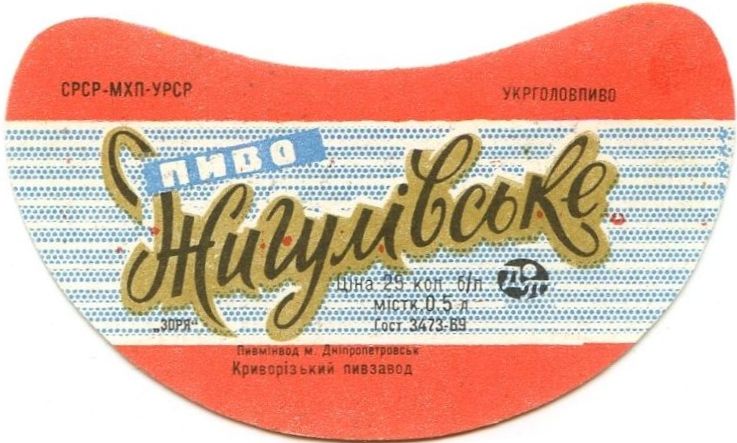 СРСР-МХП-УРСР
УКРГОЛОВПИВО
ПИВО
Жигулівське
Ціна 29 коп б/п
містк. 0,5 л
Гост 3473-69
„ЗОРЯ“
Пивмінвод м. Дніпропетровськ
Криворізький пивзавод